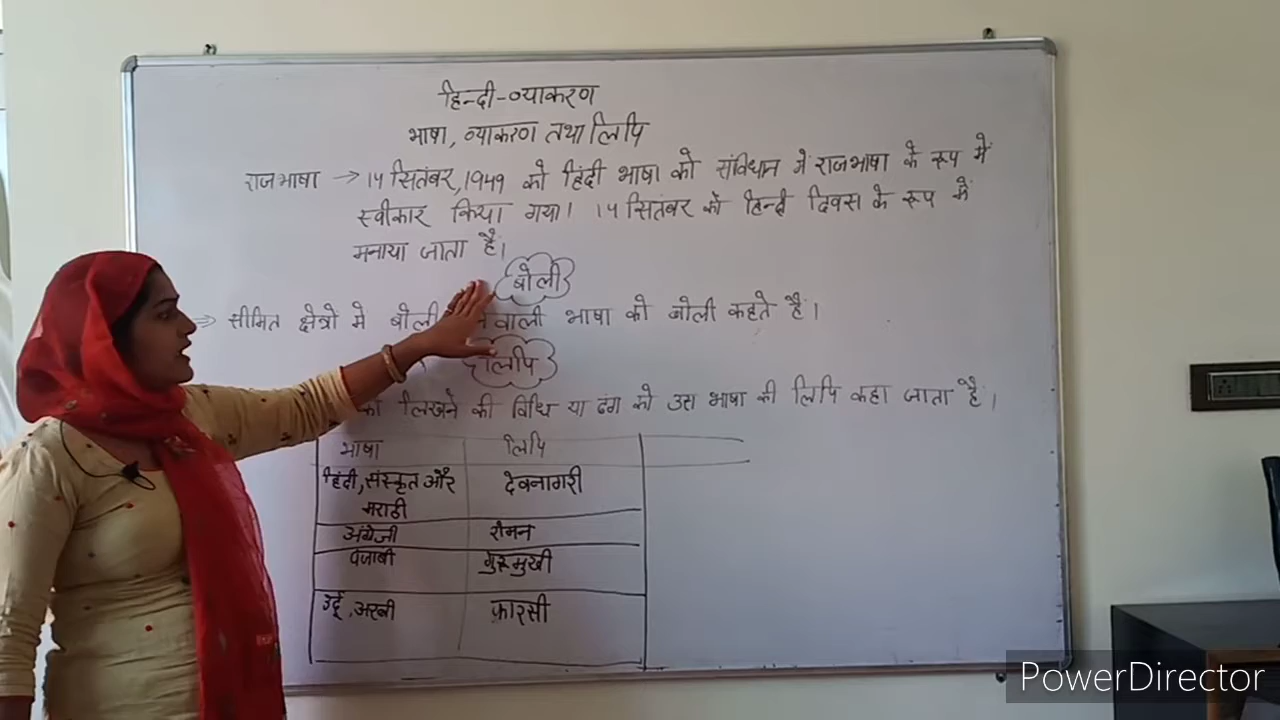 हिन्दी-व्याकरण
भाषा, व्याकरण तथा लिपि
राजभाषा → 14 सितंबर, 1949 को हिंदी भाषा को संविधान में राजभाषा के रूप में
स्वीकार किया गया। 14 सितंबर को हिन्दी दिवस के रूप में
मनाया जाता है।
बोली
⇒ सीमित क्षेत्रो मे बोली वाली भाषा को बोली कहते है।
लिपि
को लिखने की विधि या ढंग को उस भाषा की लिपि कहा जाता है।
भाषा लिपि
हिंदी, संस्कृत और देवनागरी
मराठी
अंग्रेजी रोमन
पंजाबी गुरूमुखी
उर्दू, अरबी फ़ारसी
PowerDirector